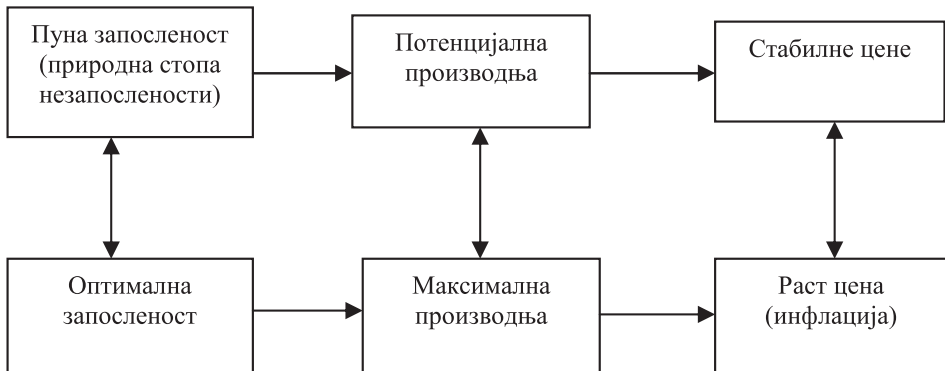 Пуна запосленост
(природна стопа
незапослености)
Потенцијална
производња
Стабилне цене
Оптимална
запосленост
Максимална
производња
Раст цена
(инфлација)